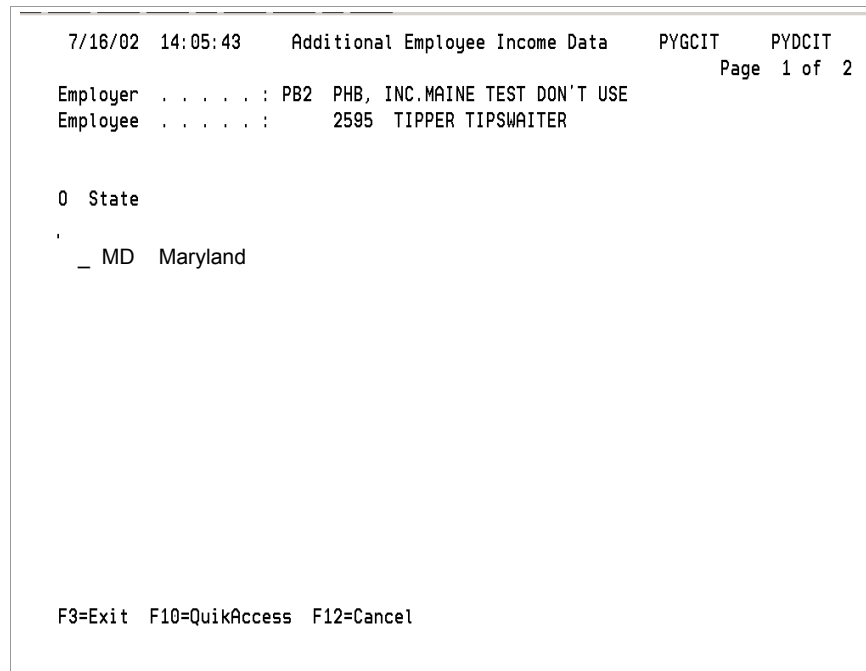 7/16/02 14:05:43 Additional Employee Income Data PYGCIT PYDCIT
Page 1 of 2
Employer . . . . . : PB2 PHB, INC.MAINE TEST DON'T USE
Employee . . . . . : 2595 TIPPER TIPSWAITER
O State
_ MD Maryland
F3=Exit F10=QuikAccess F12=Cancel